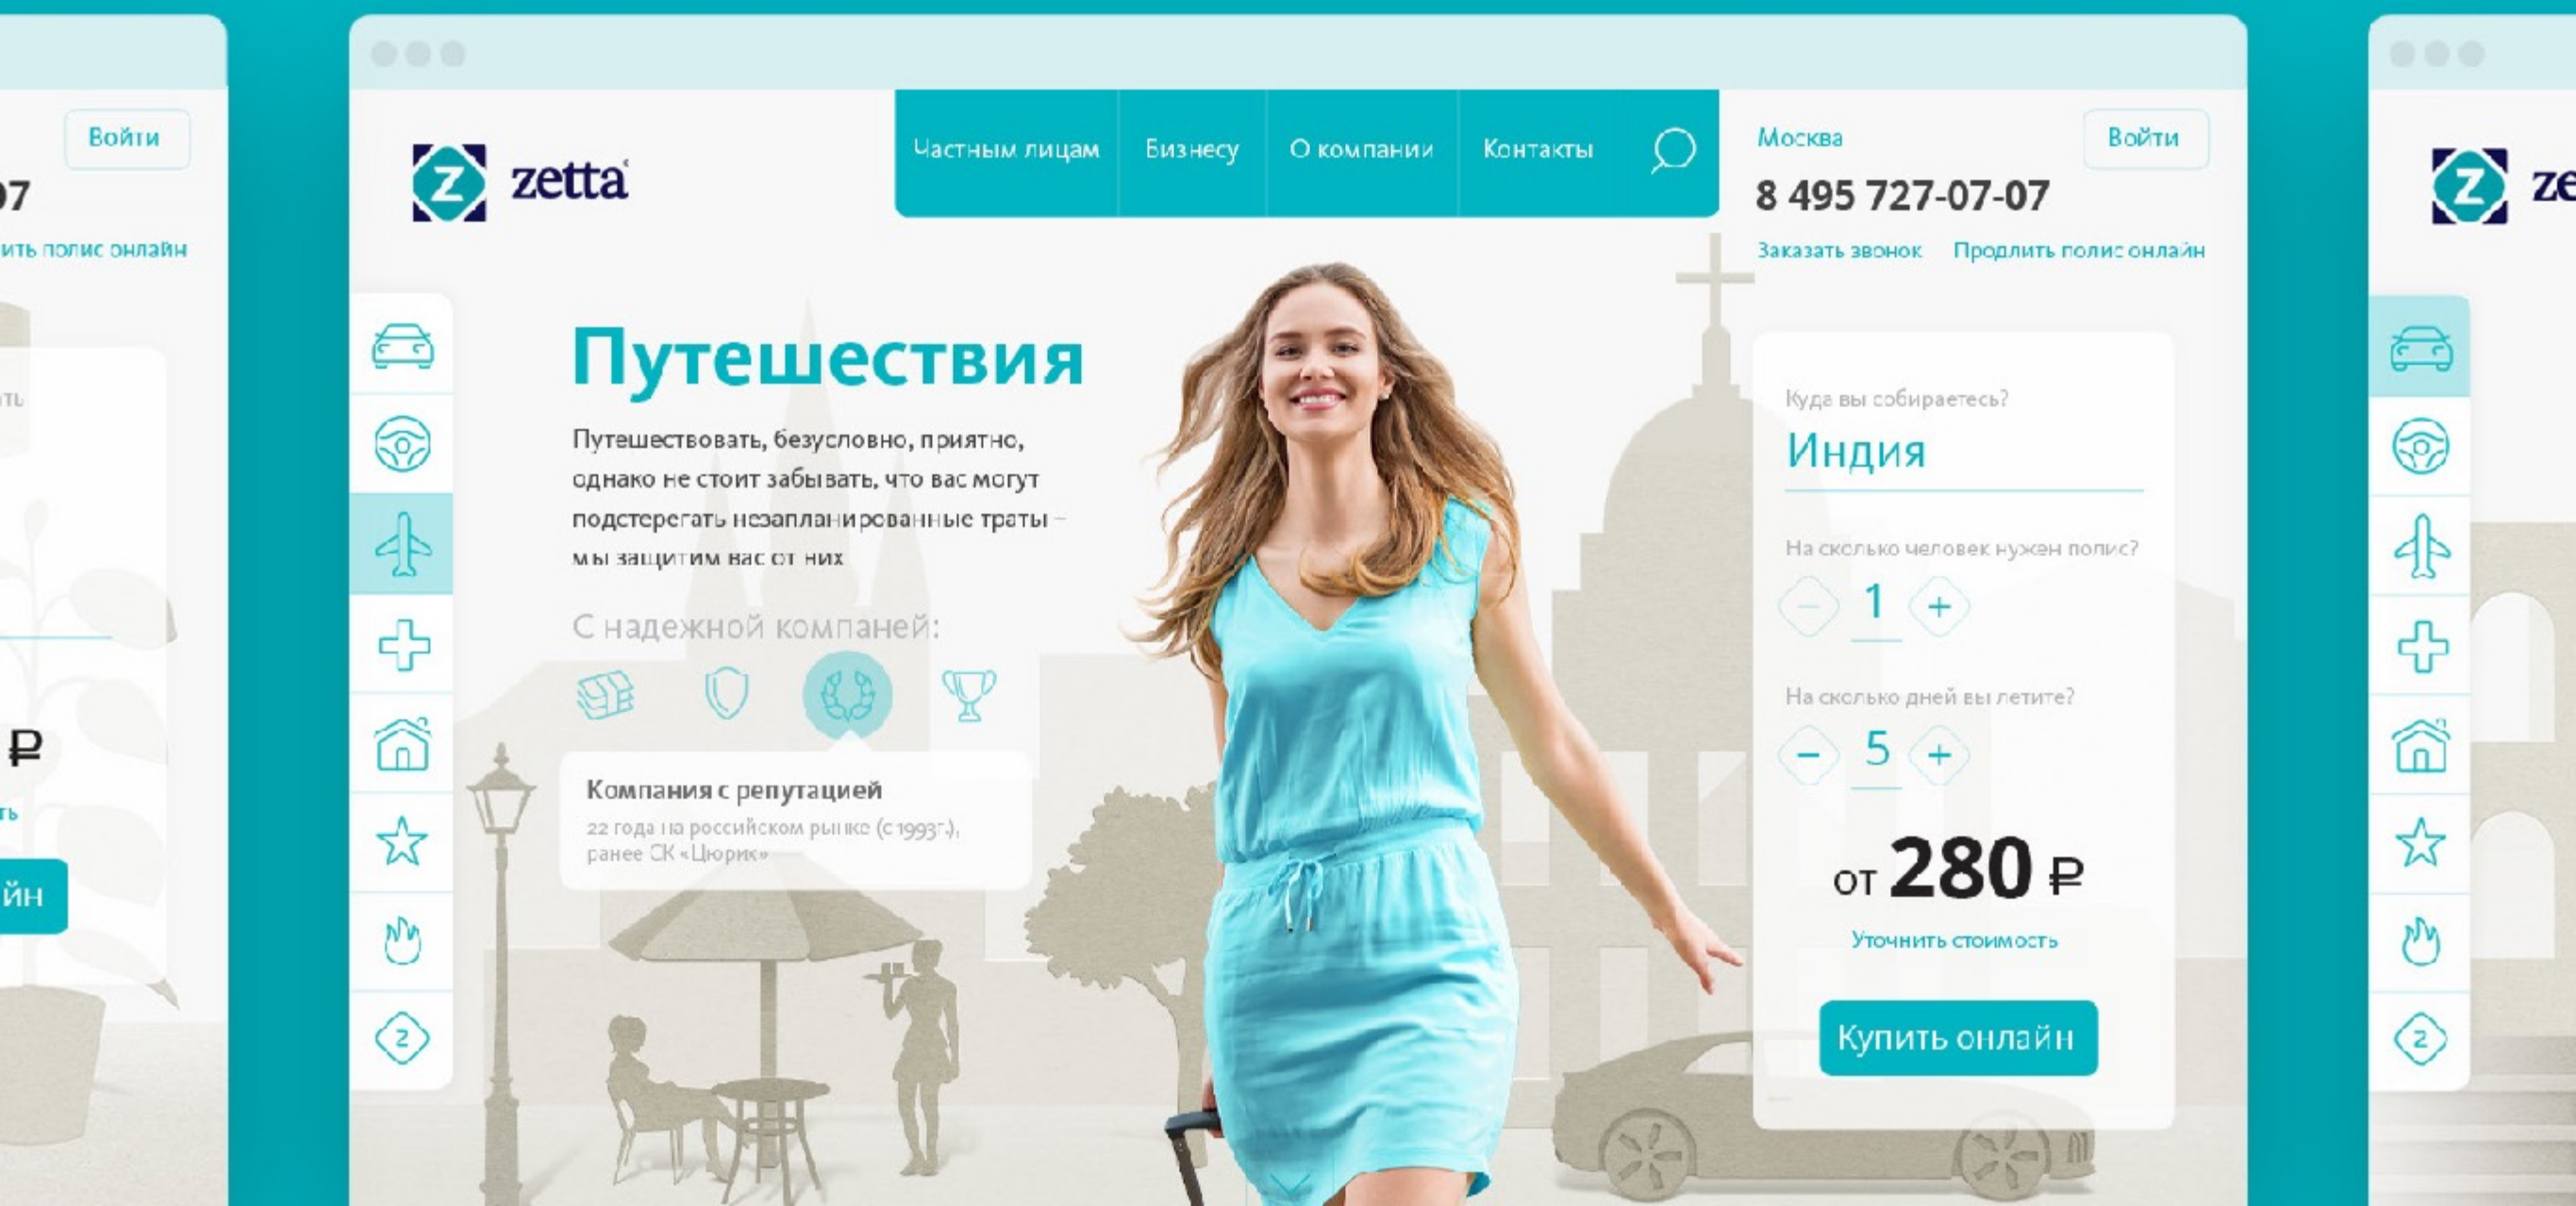 Войти
07
ить полис онлайн
ть
₽
ть
йн
zetta
Частным лицам
Бизнесу
О компании
Контакты
Москва
Войти
8 495 727-07-07
Заказать звонок
Продлить полис онлайн
Путешествия
Путешествовать, безусловно, приятно,
однако не стоит забывать, что вас могут
подстерегать незапланированные траты –
мы защитим вас от них
С надежной компаней:
Компания с репутацией
22 года на российском рынке (с 1993г.),
ранее СК «Цюрик»
Куда вы собираетесь?
Индия
На сколько человек нужен полис?
− 1 +
На сколько дней вы летите?
− 5 +
от 280 ₽
Уточнить стоимость
Купить онлайн
Z
Z
ze
Z
Z